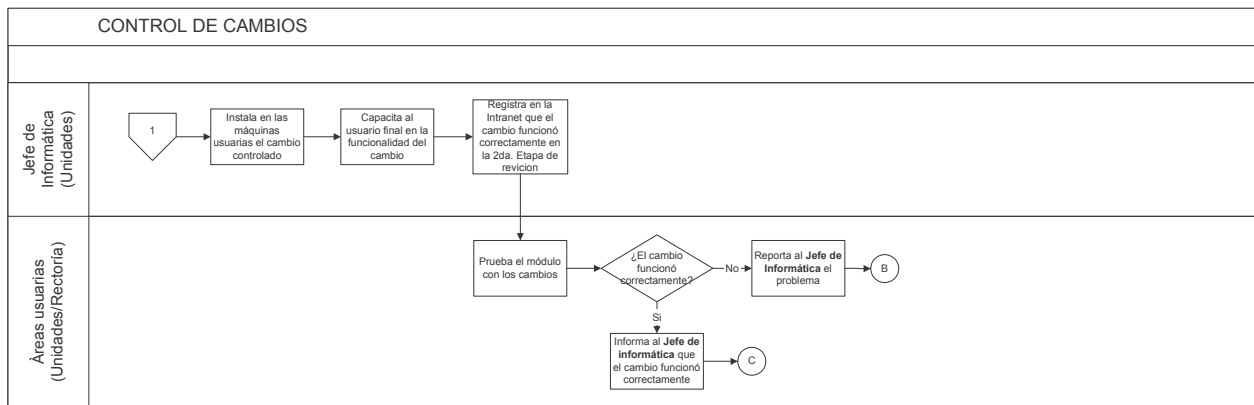 CONTROL DE CAMBIOS
Jefe de
Informática
(Unidades)
1
Instala en las
máquinas
usuarias el cambio
controlado
Capacita al
usuario final en la
funcionalidad del
cambio
Registra en la
Intranet que el
cambio funcionó
correctamente en
la 2da. Etapa de
revicion
Àreas usuarias
(Unidades/Rectoría)
Prueba el módulo
con los cambios
¿El cambio
funcionó
correctamente?
No
Reporta al Jefe de
Informática el
problema
B
Si
Informa al Jefe de
informática que
el cambio funcionó
correctamente
C